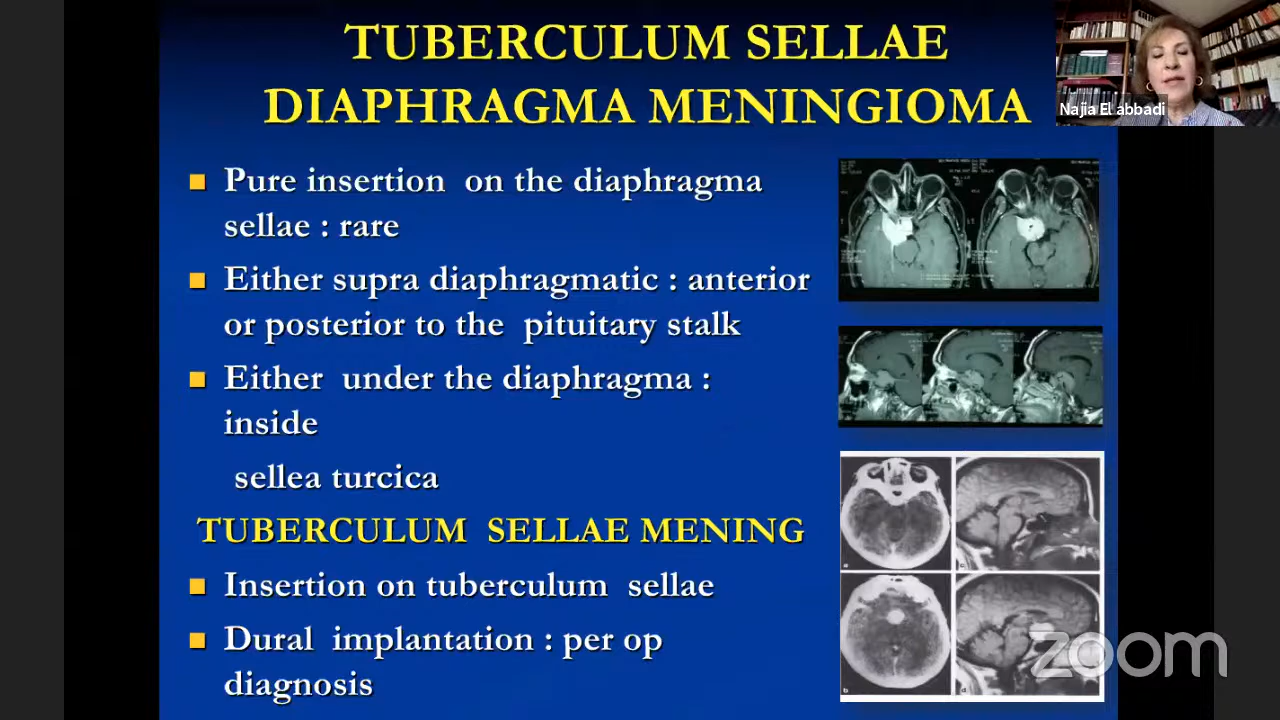 TUBERCULUM SELLAE
DIAPHRAGMA MENINGIOMA
Najia El abbadi
Pure insertion on the diaphragma
sellae : rare
Either supra diaphragmatic : anterior
or posterior to the pituitary stalk
Either under the diaphragma :
inside
sellea turcica
TUBERCULUM SELLAE MENING
Insertion on tuberculum sellae
Dural implantation : per op
diagnosis
zoom